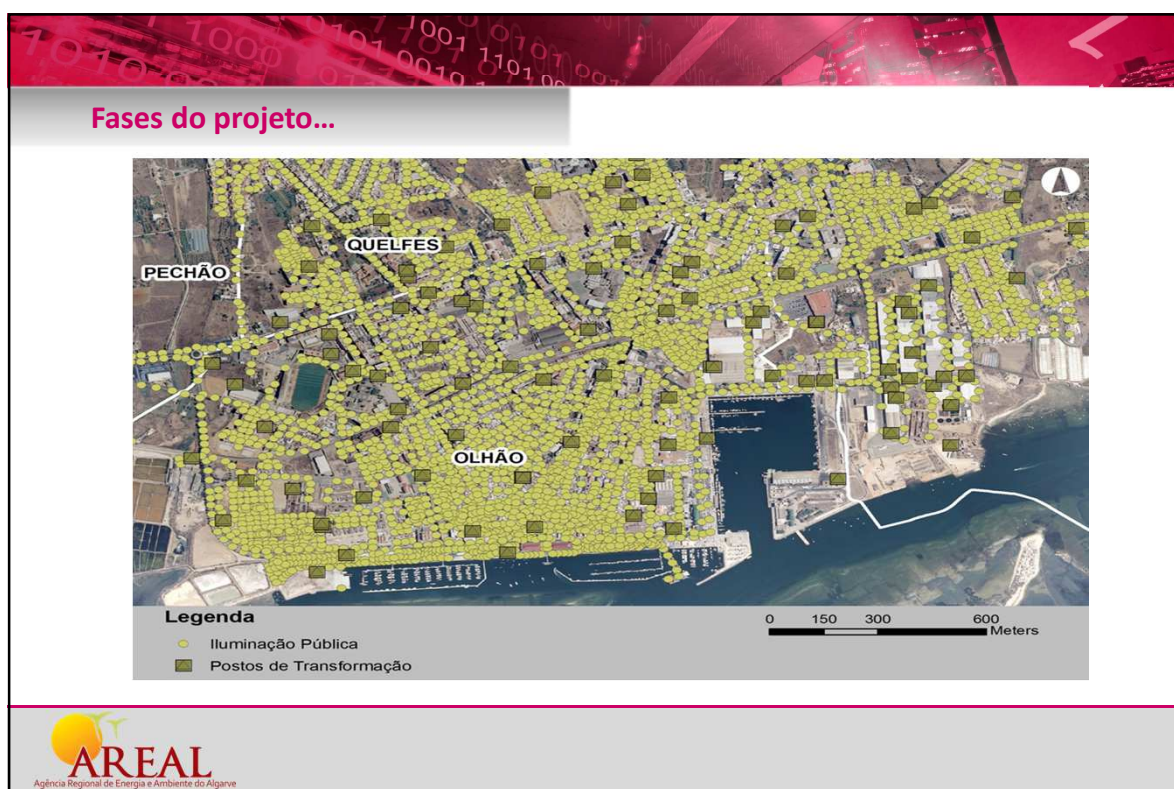 Fases do projeto…
QUELFES
PECHÃO
OLHÃO
Legenda
Iluminação Pública
Postos de Transformação
0 150 300 600
Meters
AREAL
Agência Regional de Energia e Ambiente do Algarve